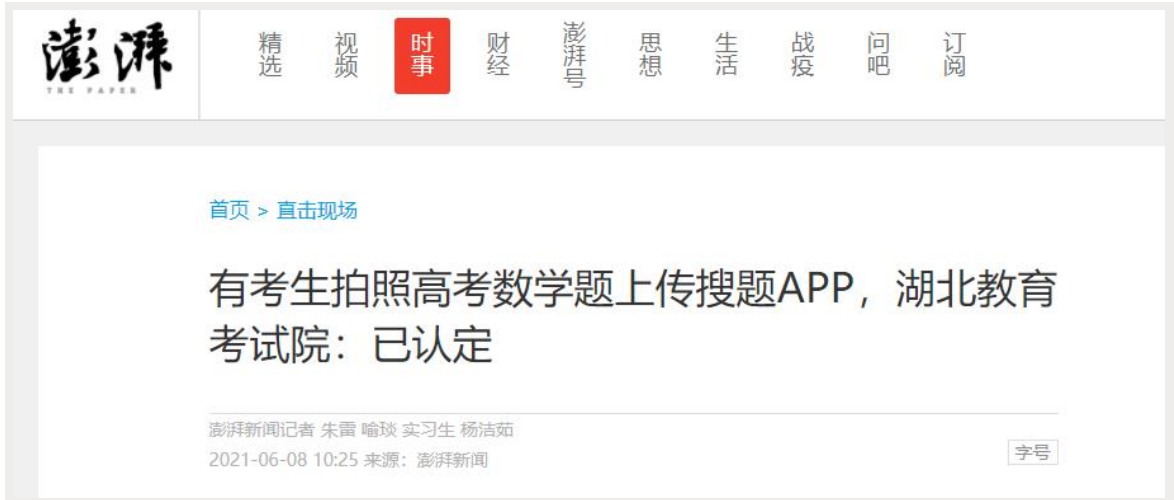 澎湃
THE PAPER
精选 视频 时事 财经 澎湃号 思想 生活 战疫 问吧 订阅
首页 > 直击现场
有考生拍照高考数学题上传搜题APP，湖北教育
考试院：已认定
澎湃新闻记者 朱雷 喻琰 实习生 杨洁茹
2021-06-08 10:25 来源：澎湃新闻
字号